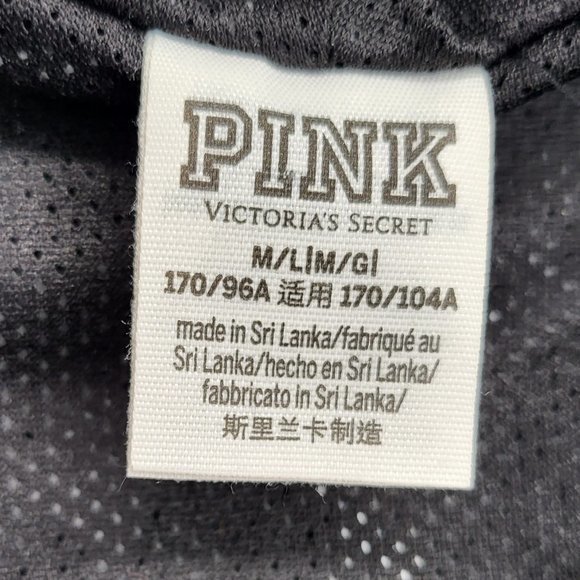 PINK
VICTORIA'S SECRET
M/L|M/G|
170/96A 适用 170/104A
made in Sri Lanka/fabriqué au
Sri Lanka/hecho en Sri Lanka/
fabbricato in Sri Lanka/
斯里兰卡制造